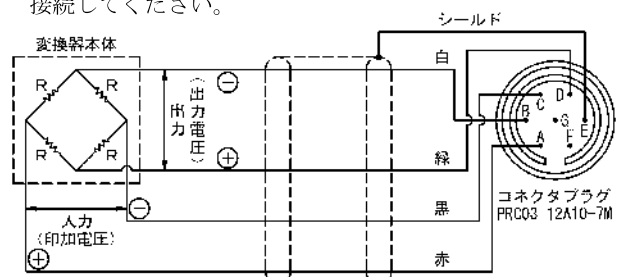 接続してください。
シールド
変換器本体
白
R
R
R
R
⊖
出力
(出力電圧)
⊕
緑
D
C
B
G
E
A
F
コネクタプラグ
PRC03 12A10-7M
黒
⊖
入力
(印加電圧)
赤
⊕